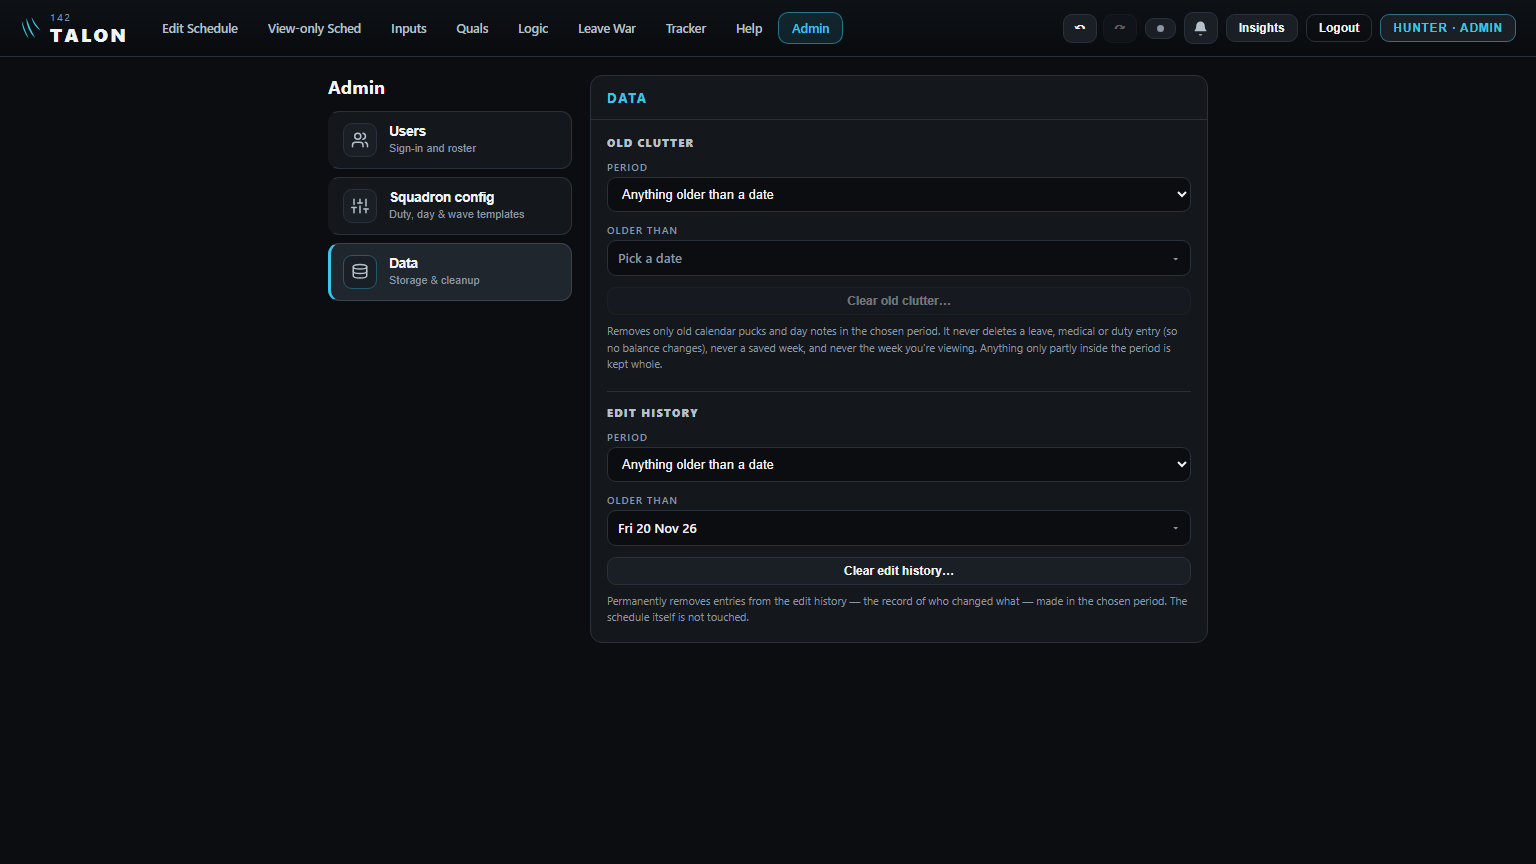 142
TALON
Edit Schedule
View-only Sched
Inputs
Quals
Logic
Leave War
Tracker
Help
Admin
Insights
Logout
HUNTER · ADMIN
Admin
Users
Sign-in and roster
Squadron config
Duty, day & wave templates
Data
Storage & cleanup
DATA
OLD CLUTTER
PERIOD
Anything older than a date
OLDER THAN
Pick a date
Clear old clutter…
Removes only old calendar pucks and day notes in the chosen period. It never deletes a leave, medical or duty entry (so
no balance changes), never a saved week, and never the week you're viewing. Anything only partly inside the period is
kept whole.
EDIT HISTORY
PERIOD
Anything older than a date
OLDER THAN
Fri 20 Nov 26
Clear edit history…
Permanently removes entries from the edit history — the record of who changed what — made in the chosen period. The
schedule itself is not touched.